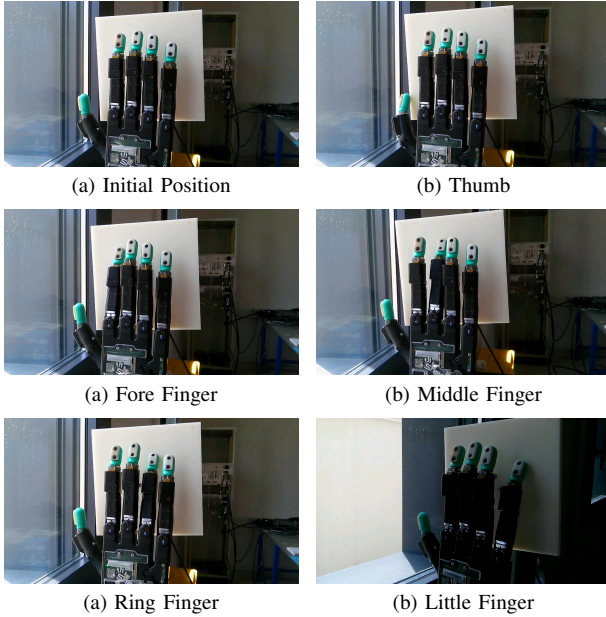 (a) Initial Position
(b) Thumb
(a) Fore Finger
(b) Middle Finger
(a) Ring Finger
(b) Little Finger